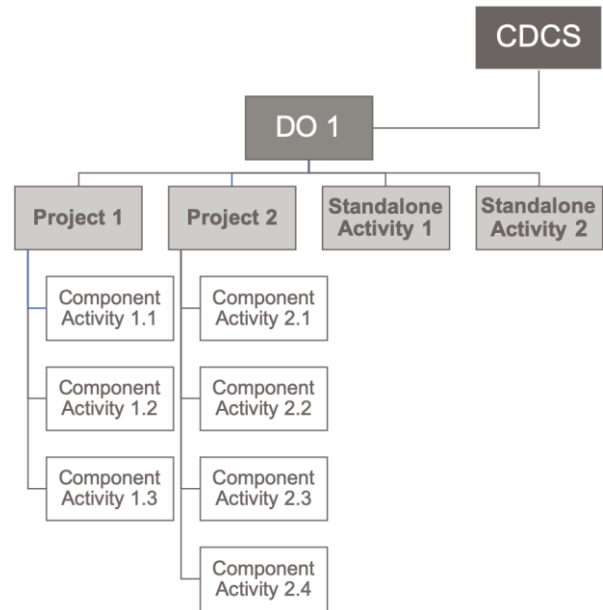 CDCS
DO 1
Project 1
Project 2
Standalone
Activity 1
Standalone
Activity 2
Component
Activity 1.1
Component
Activity 2.1
Component
Activity 1.2
Component
Activity 2.2
Component
Activity 1.3
Component
Activity 2.3
Component
Activity 2.4